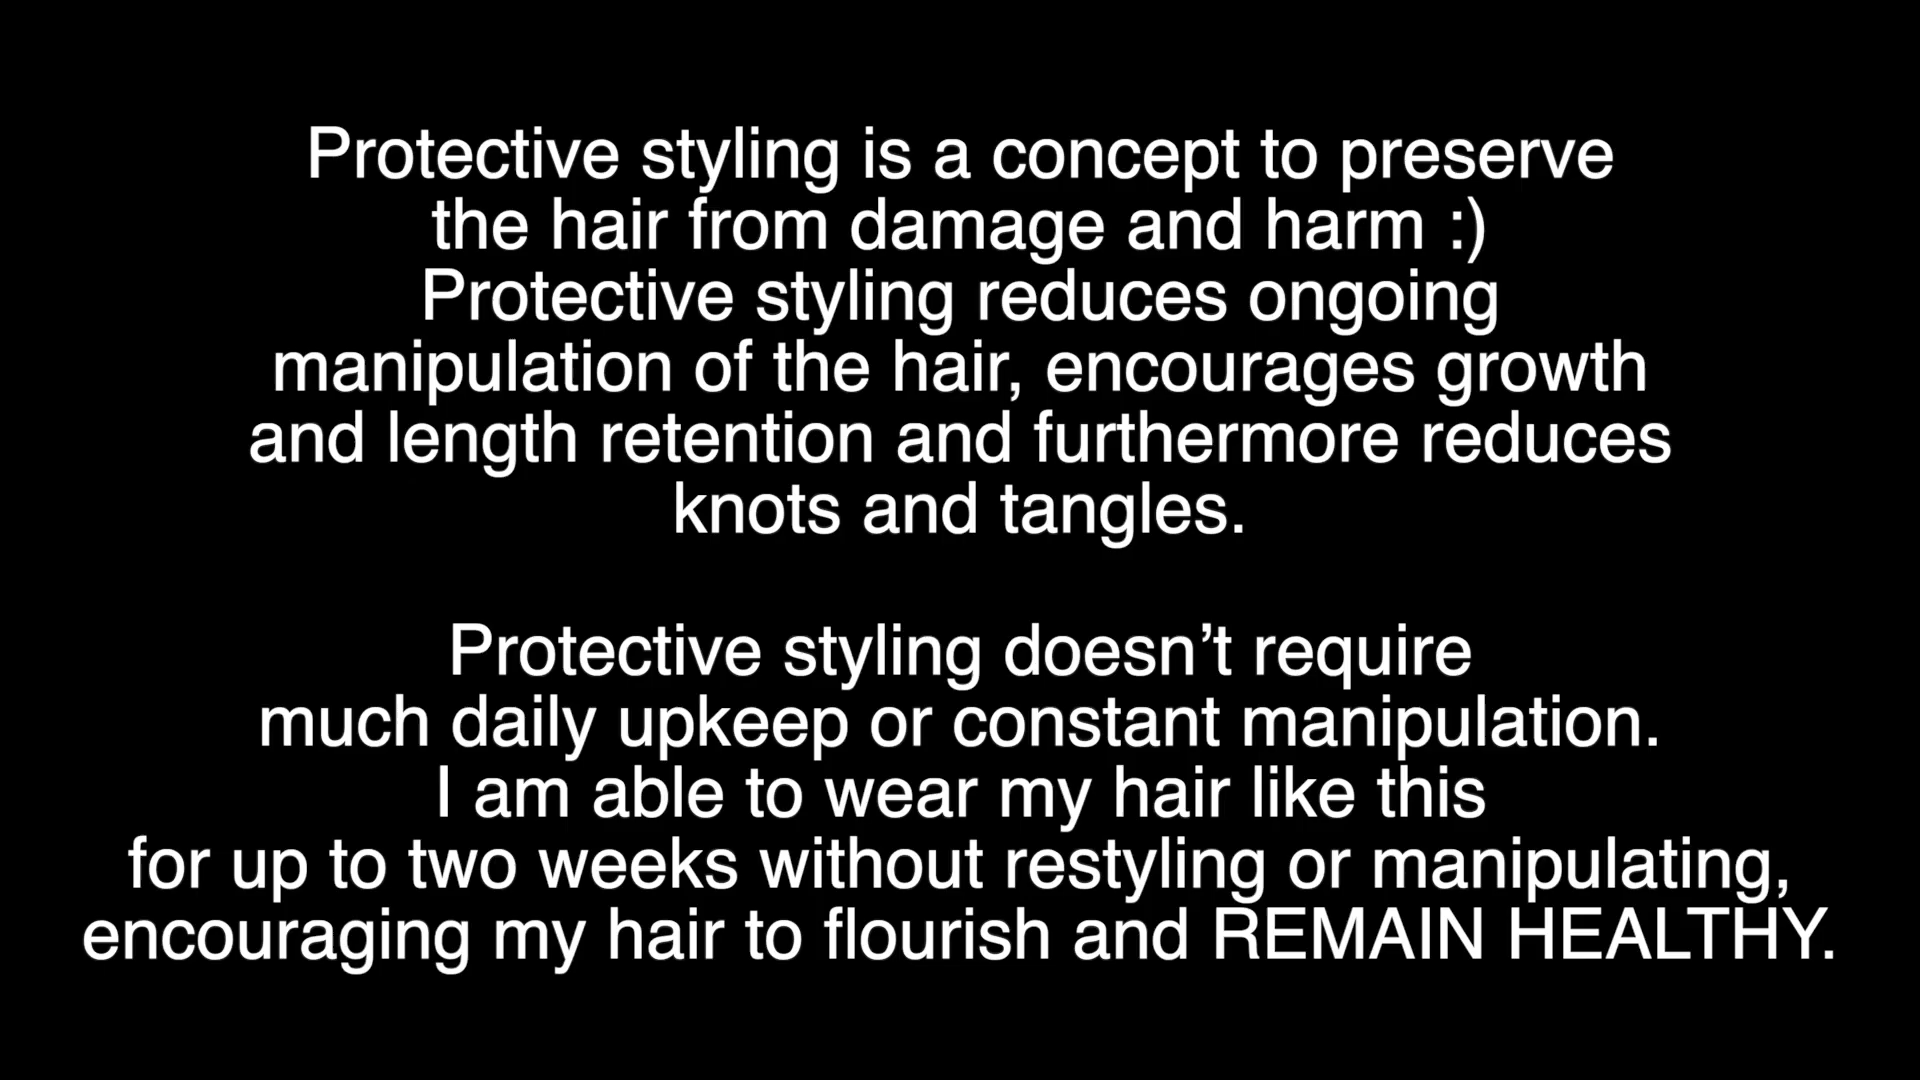 Protective styling is a concept to preserve
the hair from damage and harm :)
Protective styling reduces ongoing
manipulation of the hair, encourages growth
and length retention and furthermore reduces
knots and tangles.
Protective styling doesn’t require
much daily upkeep or constant manipulation.
I am able to wear my hair like this
for up to two weeks without restyling or manipulating,
encouraging my hair to flourish and REMAIN HEALTHY.